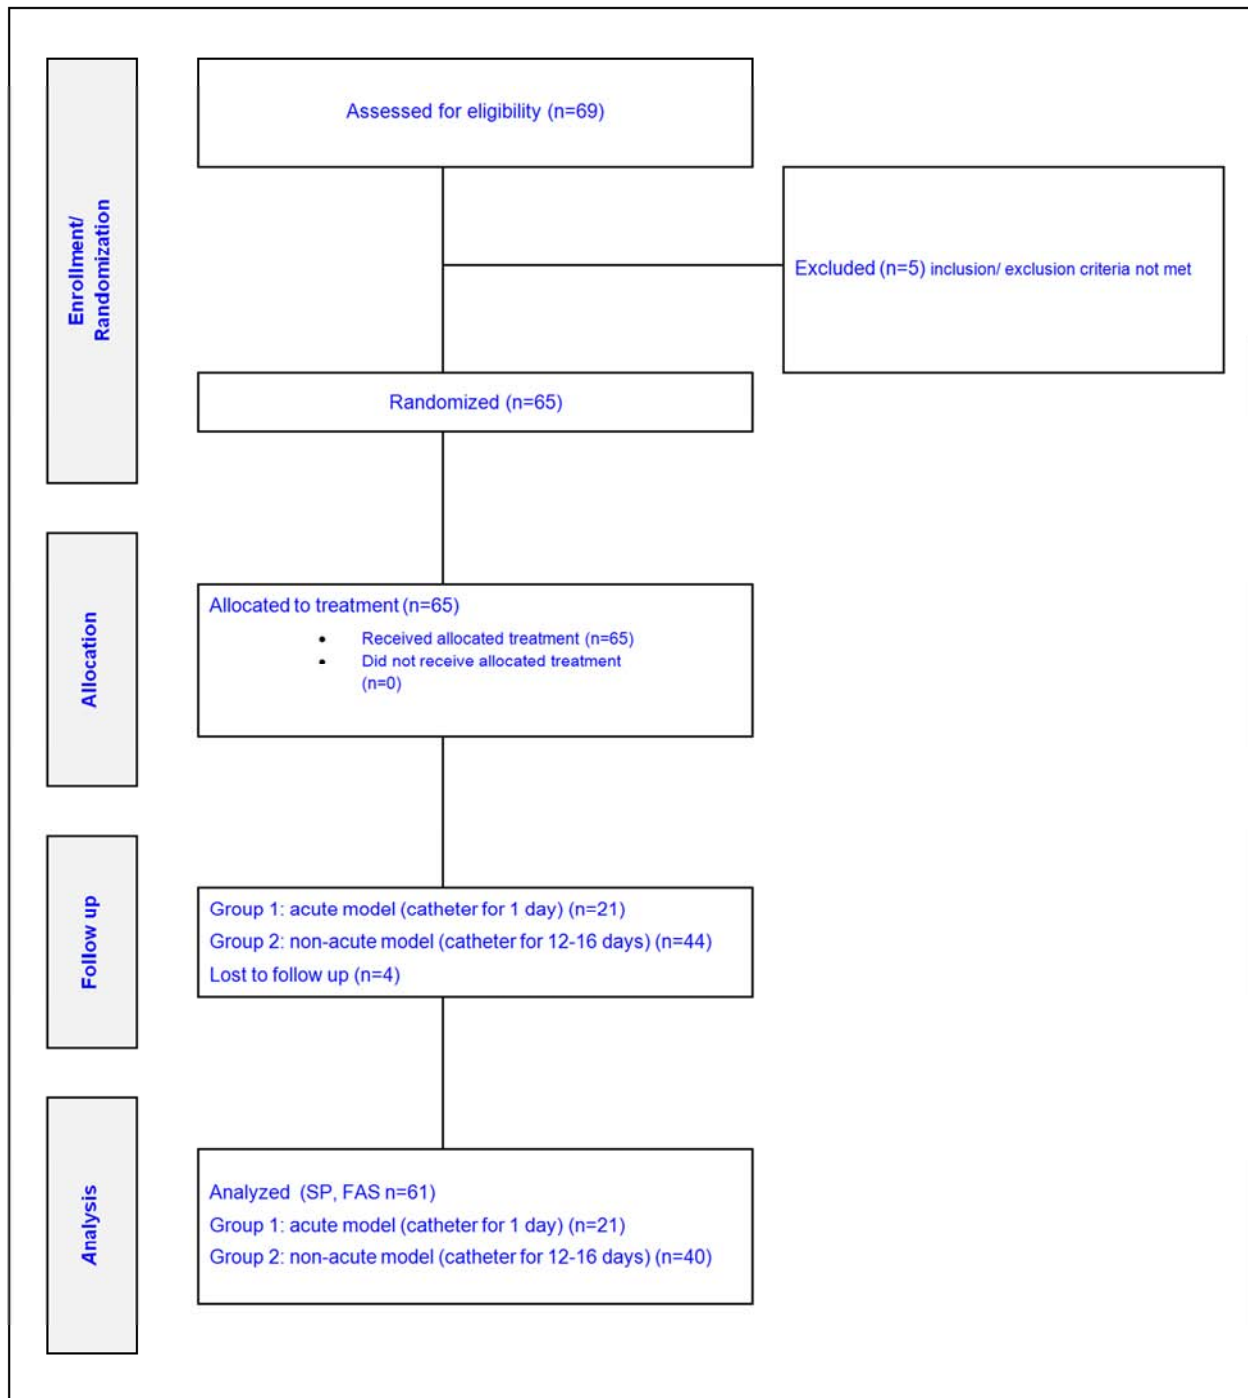 Enrollment/
Randomization
Assessed for eligibility (n=69)
Excluded (n=5) inclusion/ exclusion criteria not met
Randomized (n=65)
Allocation
Allocated to treatment (n=65)
• Received allocated treatment (n=65)
• Did not receive allocated treatment
(n=0)
Follow up
Group 1: acute model (catheter for 1 day) (n=21)
Group 2: non-acute model (catheter for 12-16 days) (n=44)
Lost to follow up (n=4)
Analysis
Analyzed (SP, FAS n=61)
Group 1: acute model (catheter for 1 day) (n=21)
Group 2: non-acute model (catheter for 12-16 days) (n=40)